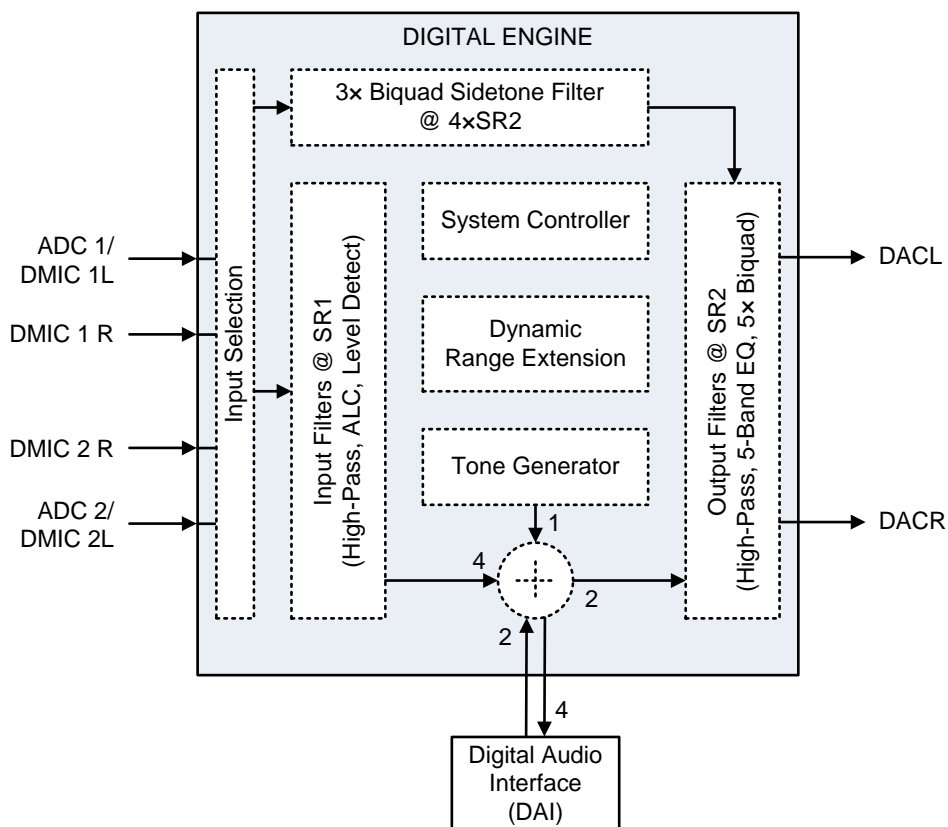 DIGITAL ENGINE
3× Biquad Sidetone Filter
@ 4×SR2
ADC 1/
DMIC 1L
DMIC 1 R
DMIC 2 R
ADC 2/
DMIC 2L
Input Selection
Input Filters @ SR1
(High-Pass, ALC, Level Detect)
System Controller
Dynamic
Range Extension
Tone Generator
1
4
2
2
4
Output Filters @ SR2
(High-Pass, 5-Band EQ, 5× Biquad)
DACL
DACR
Digital Audio
Interface
(DAI)